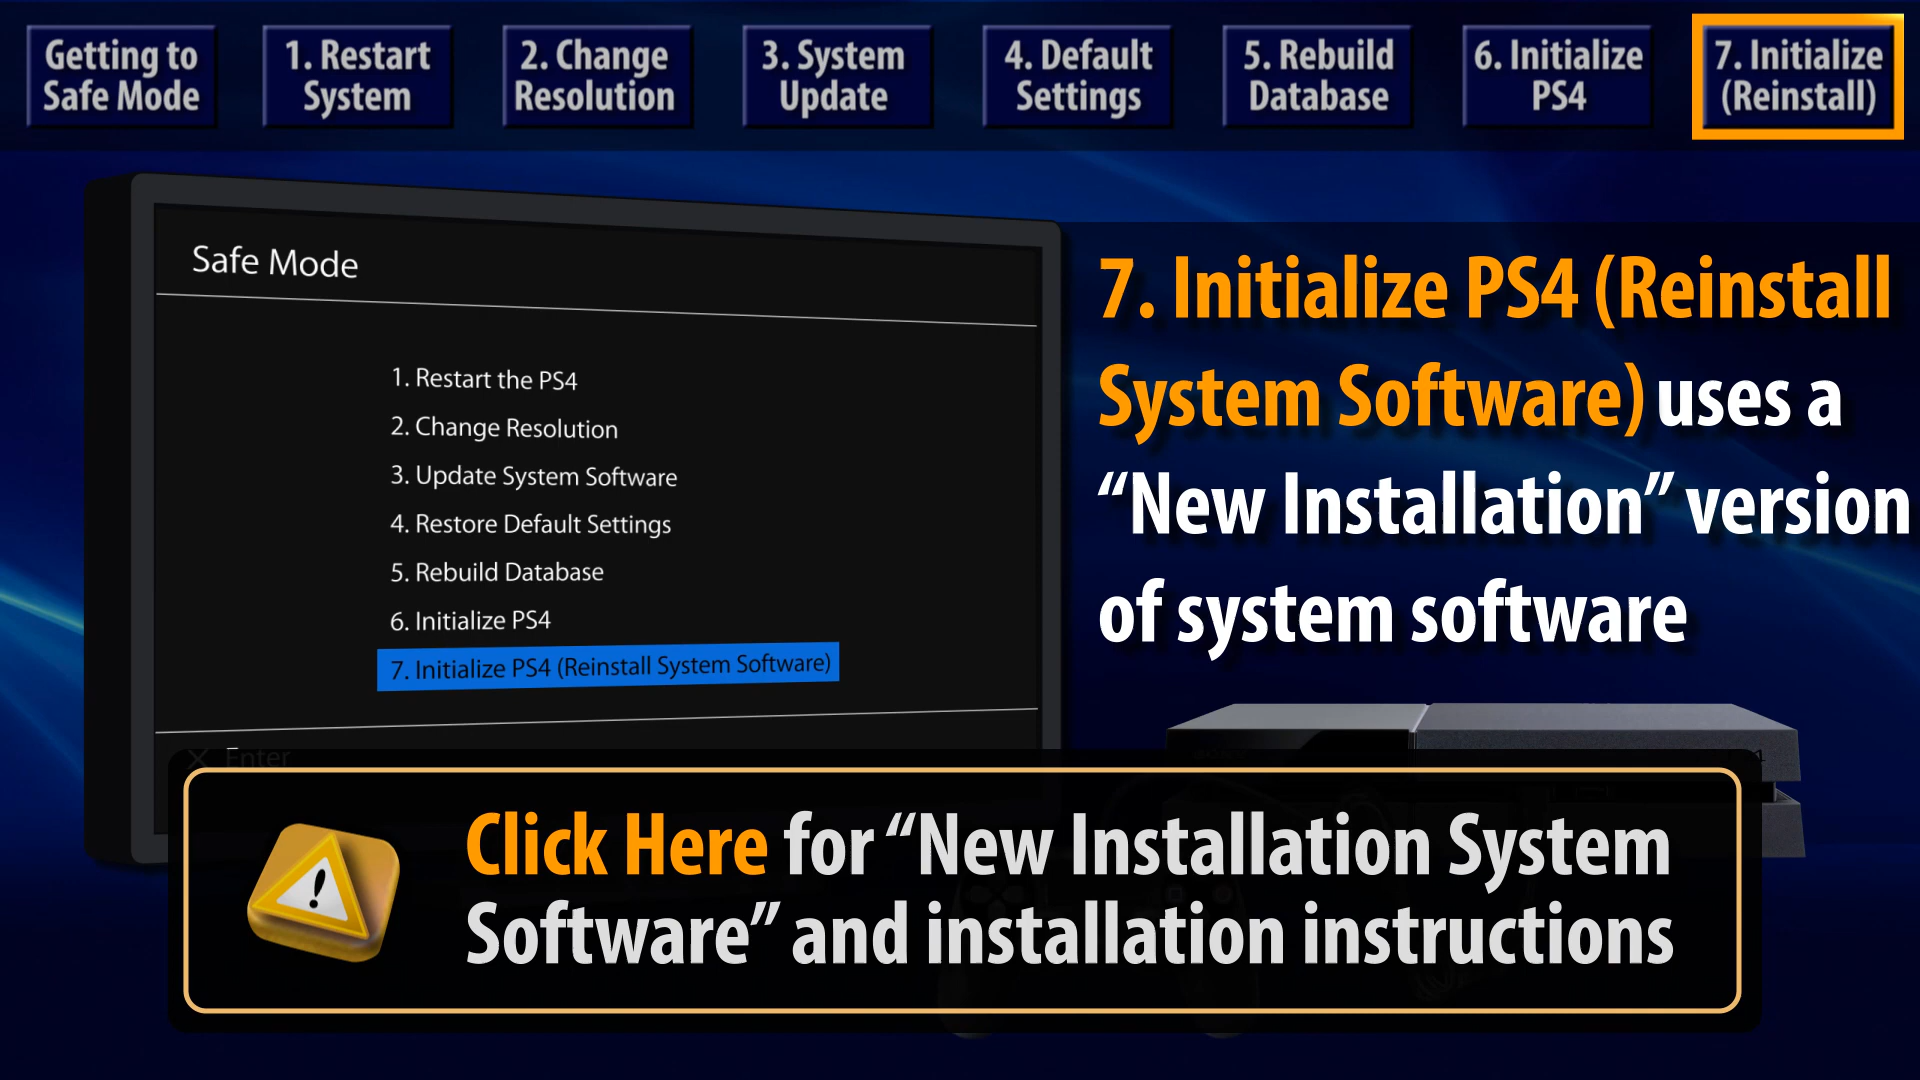 Getting to
Safe Mode
1. Restart
System
2. Change
Resolution
3. System
Update
4. Default
Settings
5. Rebuild
Database
6. Initialize
PS4
7. Initialize
(Reinstall)
Safe Mode
1. Restart the PS4
2. Change Resolution
3. Update System Software
4. Restore Default Settings
5. Rebuild Database
6. Initialize PS4
7. Initialize PS4 (Reinstall System Software)
X Enter
7. Initialize PS4 (Reinstall
System Software) uses a
“New Installation” version
of system software
Click Here for “New Installation System
Software” and installation instructions